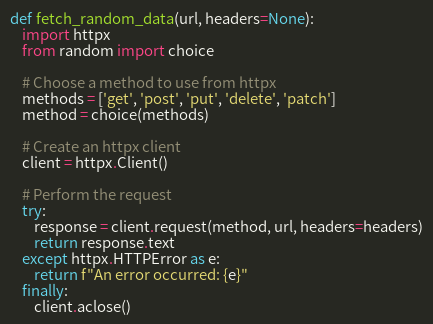 def fetch_random_data(url, headers=None):
    import httpx
    from random import choice

    # Choose a method to use from httpx
    methods = ['get', 'post', 'put', 'delete', 'patch']
    method = choice(methods)

    # Create an httpx client
    client = httpx.Client()

    # Perform the request
    try:
        response = client.request(method, url, headers=headers)
        return response.text
    except httpx.HTTPError as e:
        return f"An error occurred: {e}"
    finally:
        client.aclose()